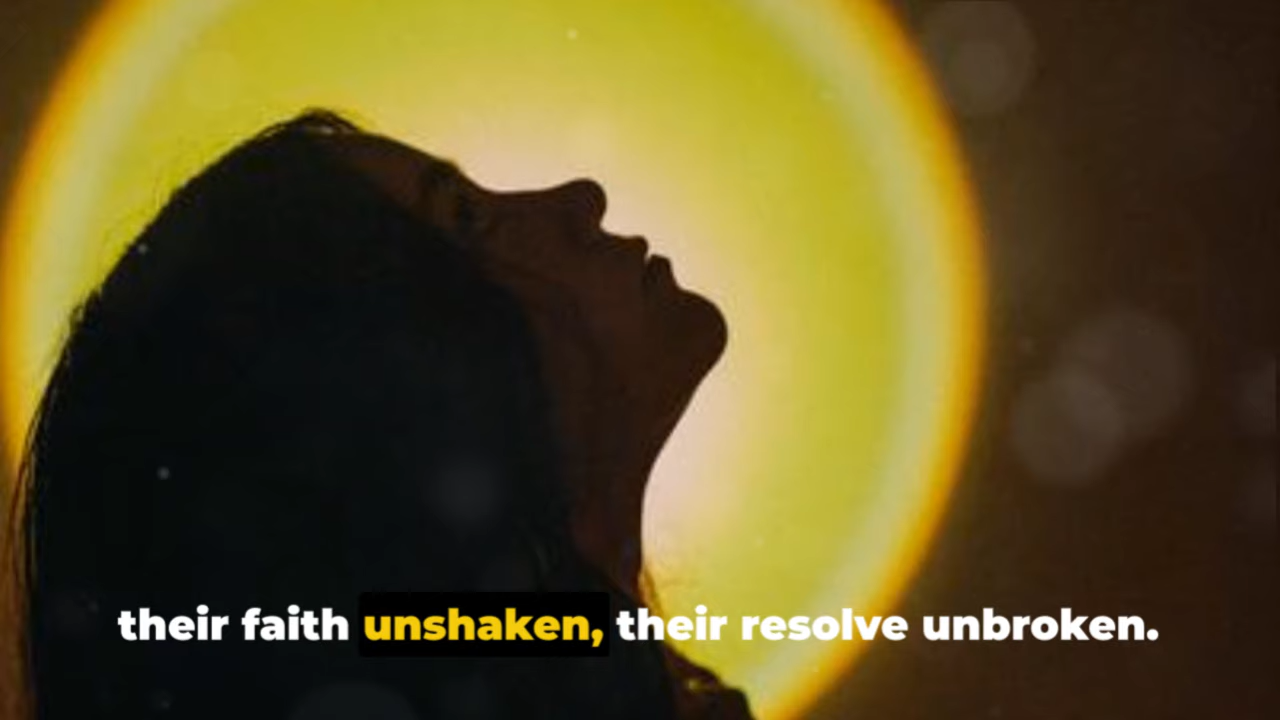 their faith unshaken, their resolve unbroken.